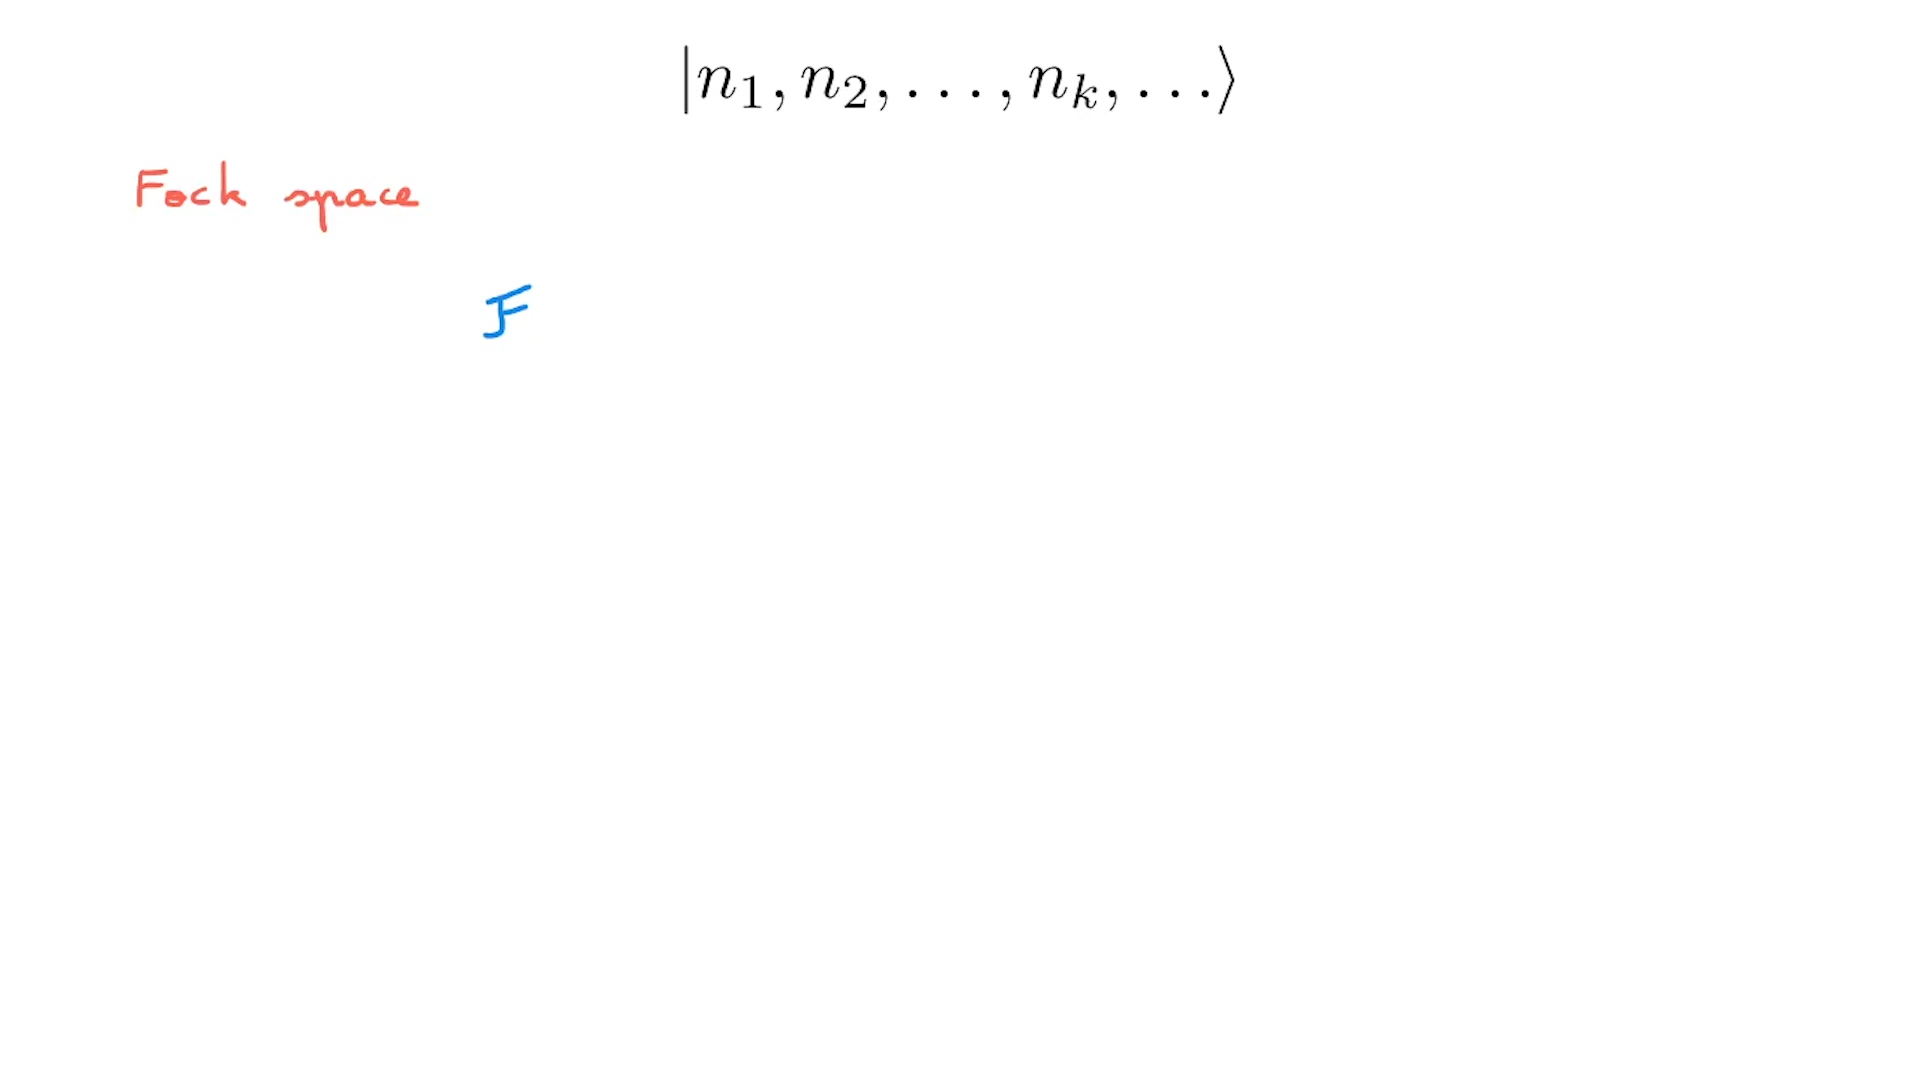 |n₁, n₂, . . . , nₖ, . . .⟩
Fock space
F